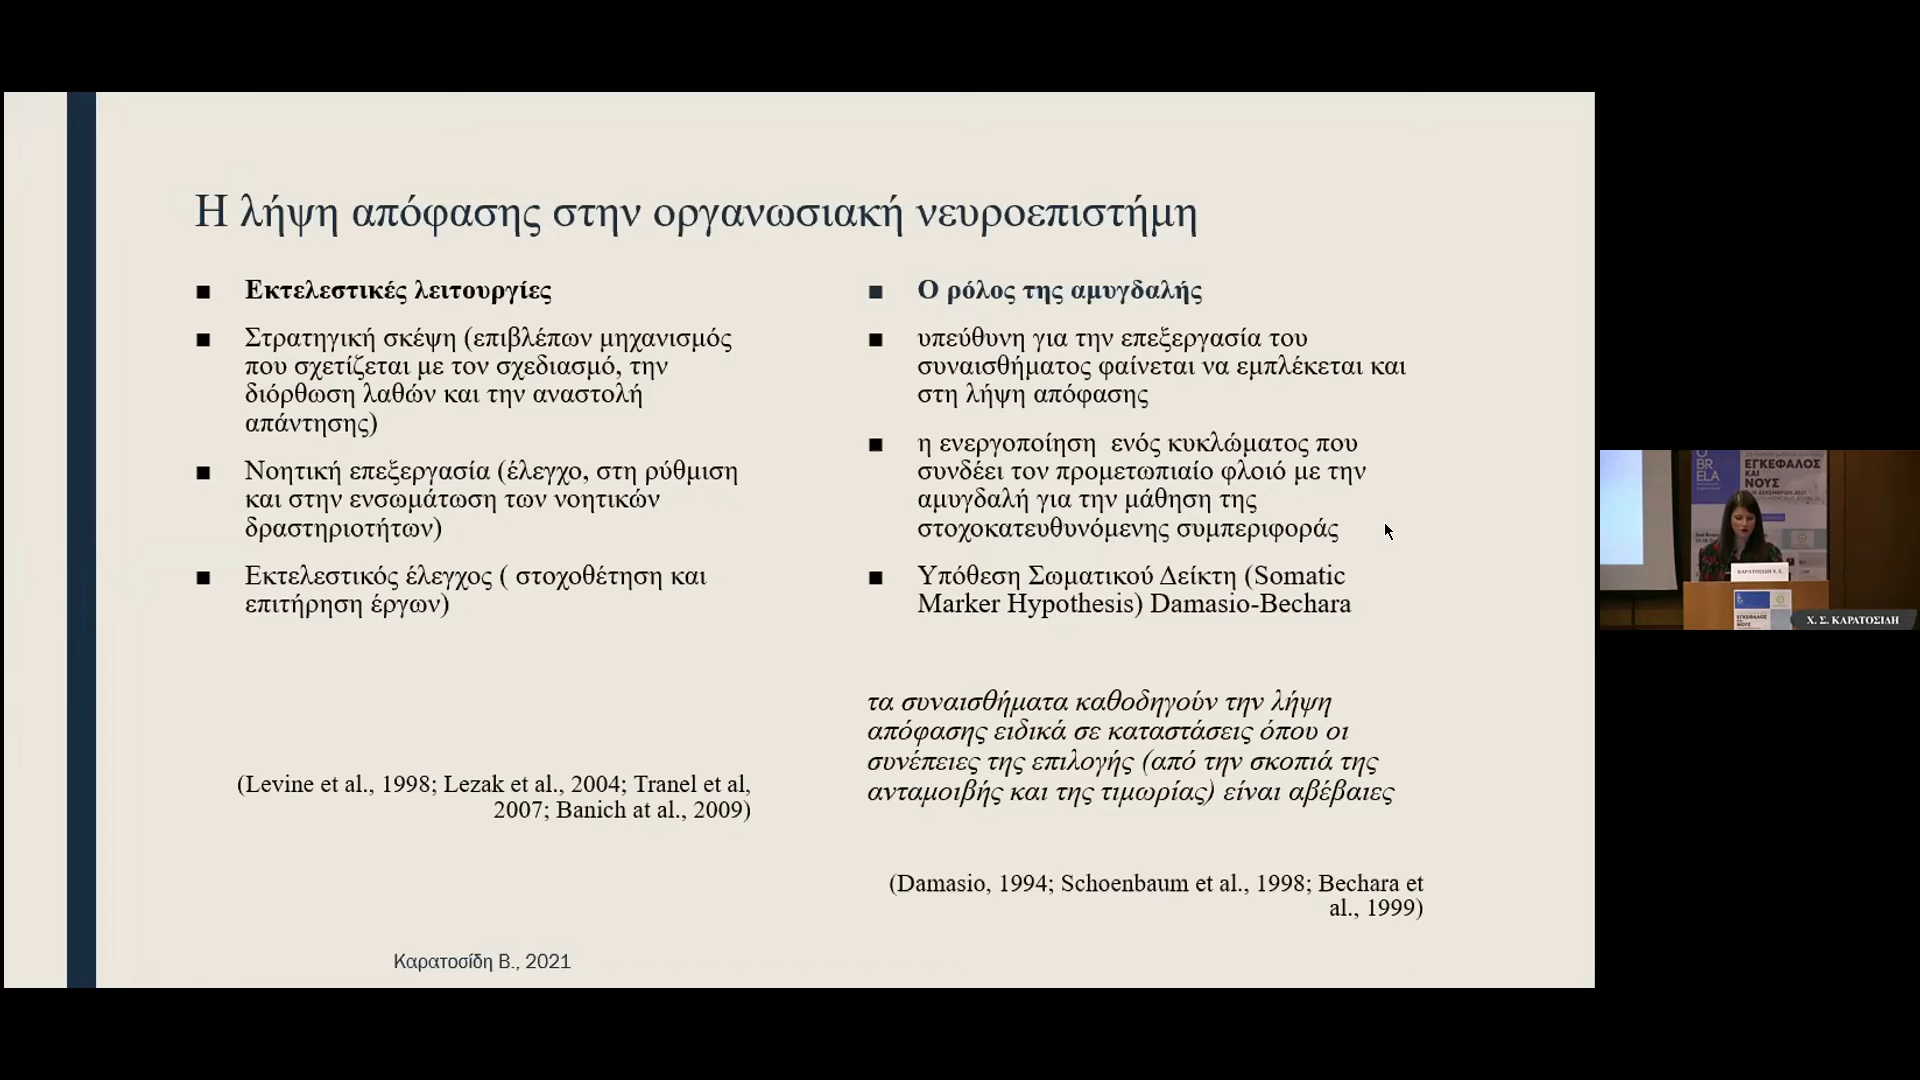 Η λήψη απόφασης στην οργανωσιακή νευροεπιστήμη
■ Εκτελεστικές λειτουργίες
■ Στρατηγική σκέψη (επιβλέπων μηχανισμός
που σχετίζεται με τον σχεδιασμό, την
διόρθωση λαθών και την αναστολή
απάντησης)
■ Νοητική επεξεργασία (έλεγχο, στη ρύθμιση
και στην ενσωμάτωση των νοητικών
δραστηριοτήτων)
■ Εκτελεστικός έλεγχος ( στοχοθέτηση και
επιτήρηση έργων)
(Levine et al., 1998; Lezak et al., 2004; Tranel et al,
2007; Banich at al., 2009)
■ Ο ρόλος της αμυγδαλής
■ υπεύθυνη για την επεξεργασία του
συναισθήματος φαίνεται να εμπλέκεται και
στη λήψη απόφασης
■ η ενεργοποίηση  ενός κυκλώματος που
συνδέει τον προμετωπιαίο φλοιό με την
αμυγδαλή για την μάθηση της
στοχοκατευθυνόμενης συμπεριφοράς
■ Υπόθεση Σωματικού Δείκτη (Somatic
Marker Hypothesis) Damasio-Bechara
τα συναισθήματα καθοδηγούν την λήψη
απόφασης ειδικά σε καταστάσεις όπου οι
συνέπειες της επιλογής (από την σκοπιά της
ανταμοιβής και της τιμωρίας) είναι αβέβαιες
(Damasio, 1994; Schoenbaum et al., 1998; Bechara et
al., 1999)
Καρατοσίδη Β., 2021
BR
ELA
ΕΓΚΕΦΑΛΟΣ
ΚΑΙ
ΝΟΥΣ
Χ. Σ. ΚΑΡΑΤΟΣΙΔΗ